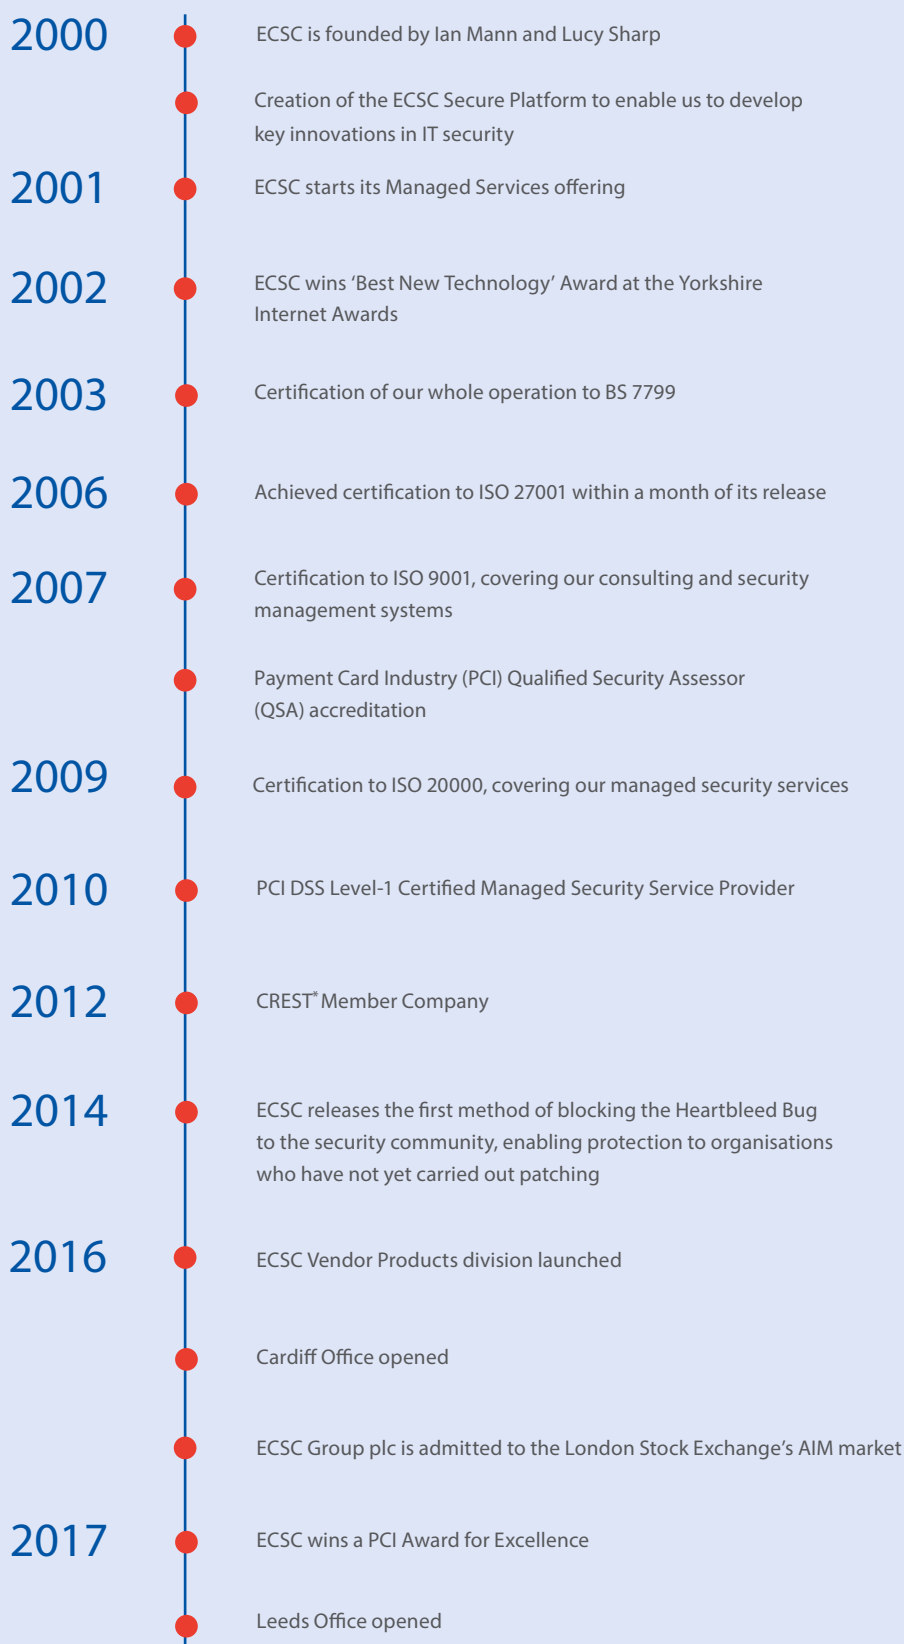 2000
ECSC is founded by Ian Mann and Lucy Sharp
Creation of the ECSC Secure Platform to enable us to develop
key innovations in IT security
2001
ECSC starts its Managed Services offering
2002
ECSC wins ‘Best New Technology’ Award at the Yorkshire
Internet Awards
2003
Certification of our whole operation to BS 7799
2006
Achieved certification to ISO 27001 within a month of its release
2007
Certification to ISO 9001, covering our consulting and security
management systems
Payment Card Industry (PCI) Qualified Security Assessor
(QSA) accreditation
2009
Certification to ISO 20000, covering our managed security services
2010
PCI DSS Level-1 Certified Managed Security Service Provider
2012
CREST* Member Company
2014
ECSC releases the first method of blocking the Heartbleed Bug
to the security community, enabling protection to organisations
who have not yet carried out patching
2016
ECSC Vendor Products division launched
Cardiff Office opened
ECSC Group plc is admitted to the London Stock Exchange’s AIM market
2017
ECSC wins a PCI Award for Excellence
Leeds Office opened